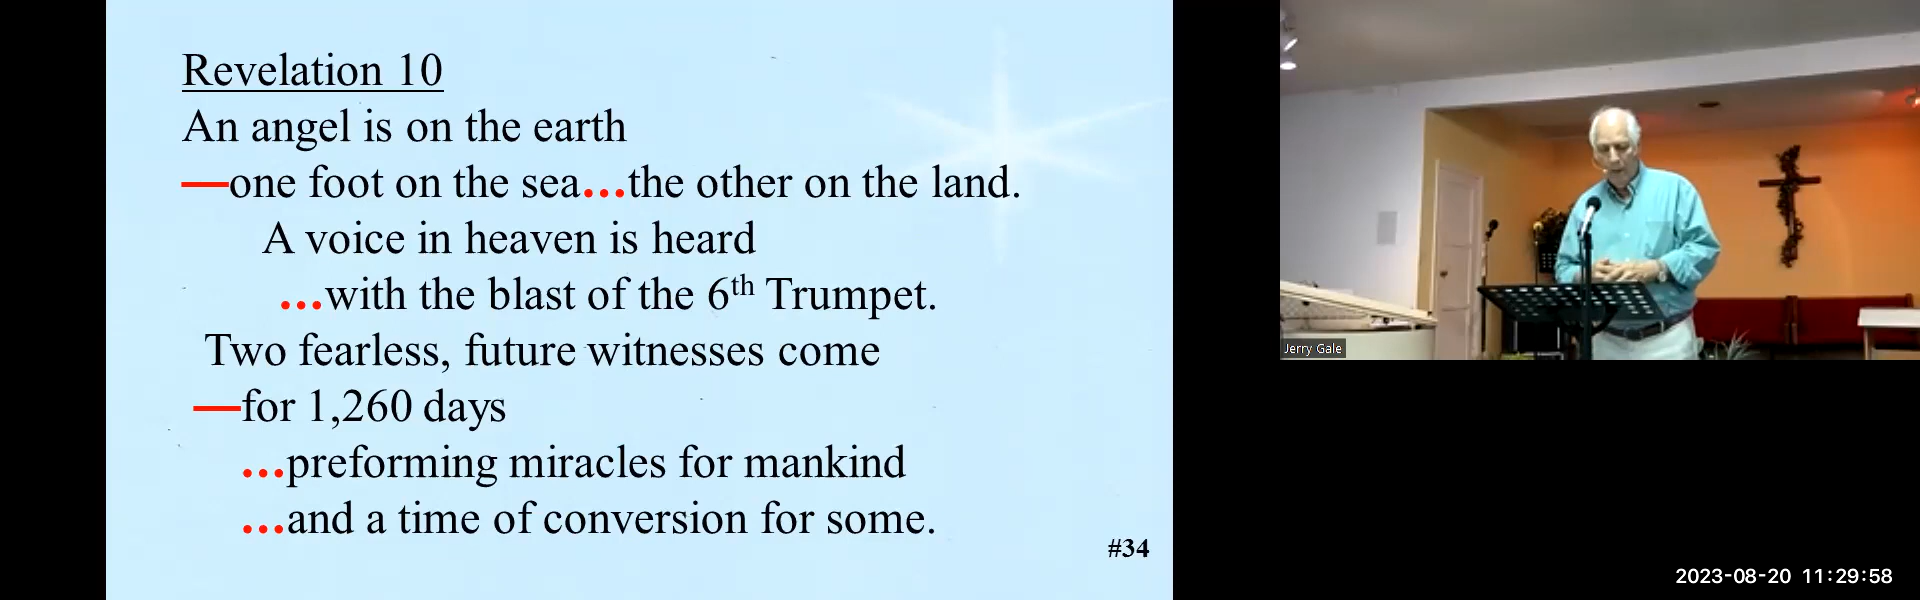 Revelation 10
An angel is on the earth
—one foot on the sea...the other on the land.
A voice in heaven is heard
...with the blast of the 6th Trumpet.
Two fearless, future witnesses come
—for 1,260 days
...preforming miracles for mankind
...and a time of conversion for some.
#34
Jerry Gale
2023-08-20 11:29:58